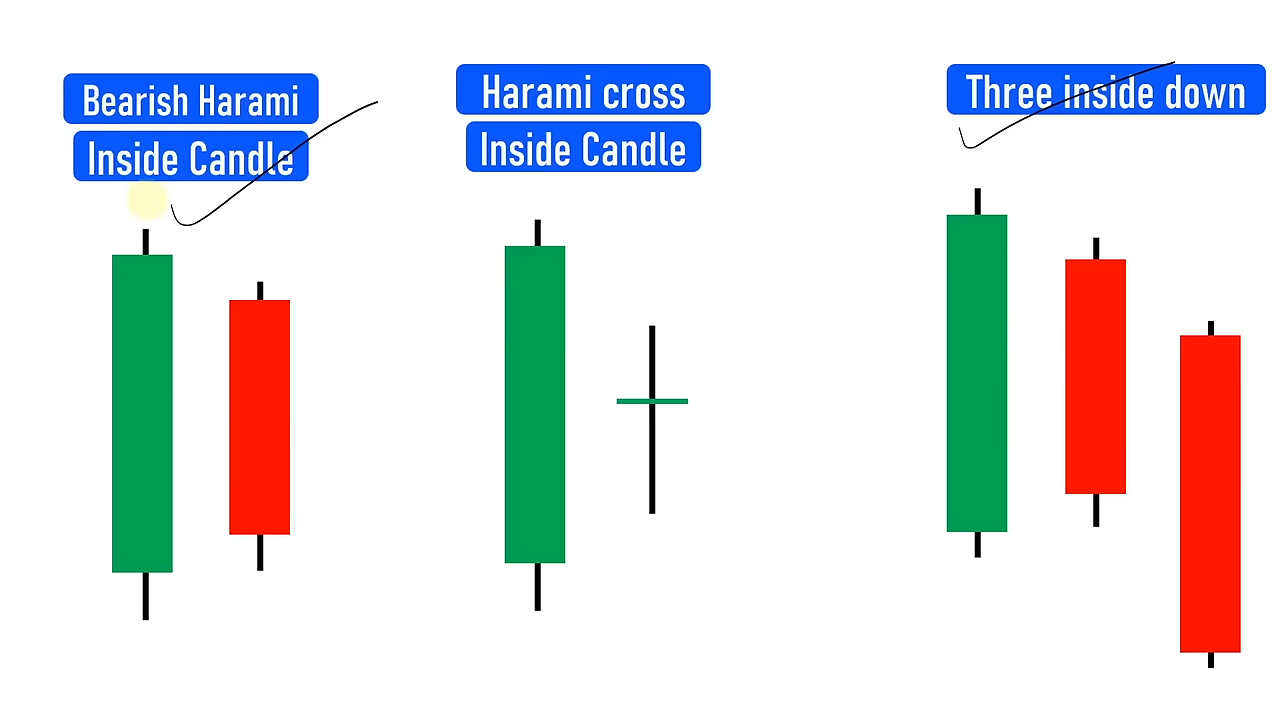 Bearish Harami
Inside Candle
Harami cross
Inside Candle
Three inside down